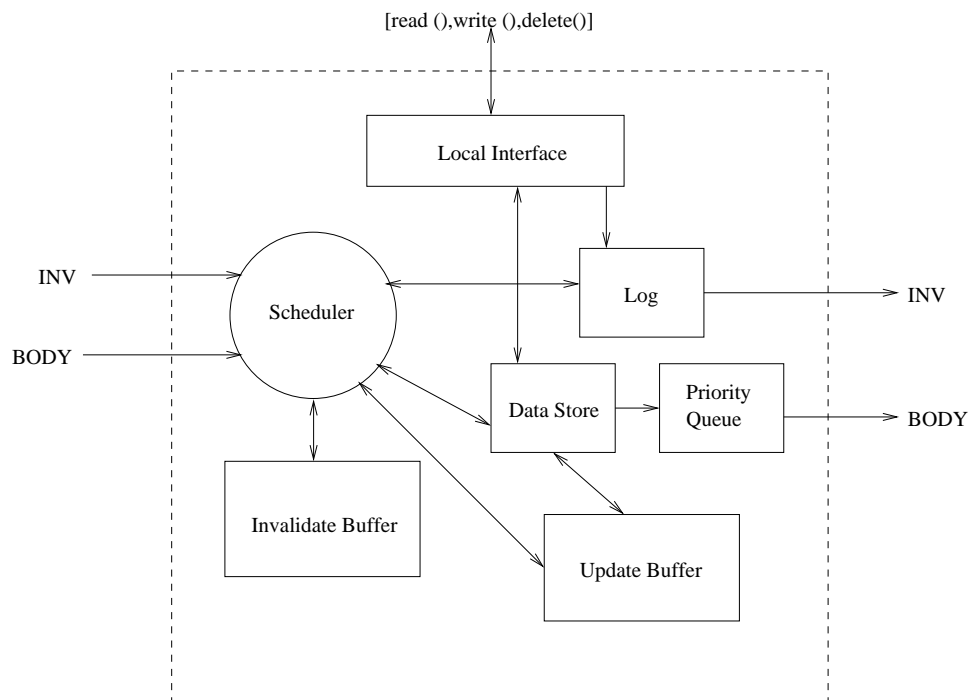 [read (),write (),delete()]
Local Interface
INV
Scheduler
Log
INV
BODY
Data Store
Priority
Queue
BODY
Invalidate Buffer
Update Buffer